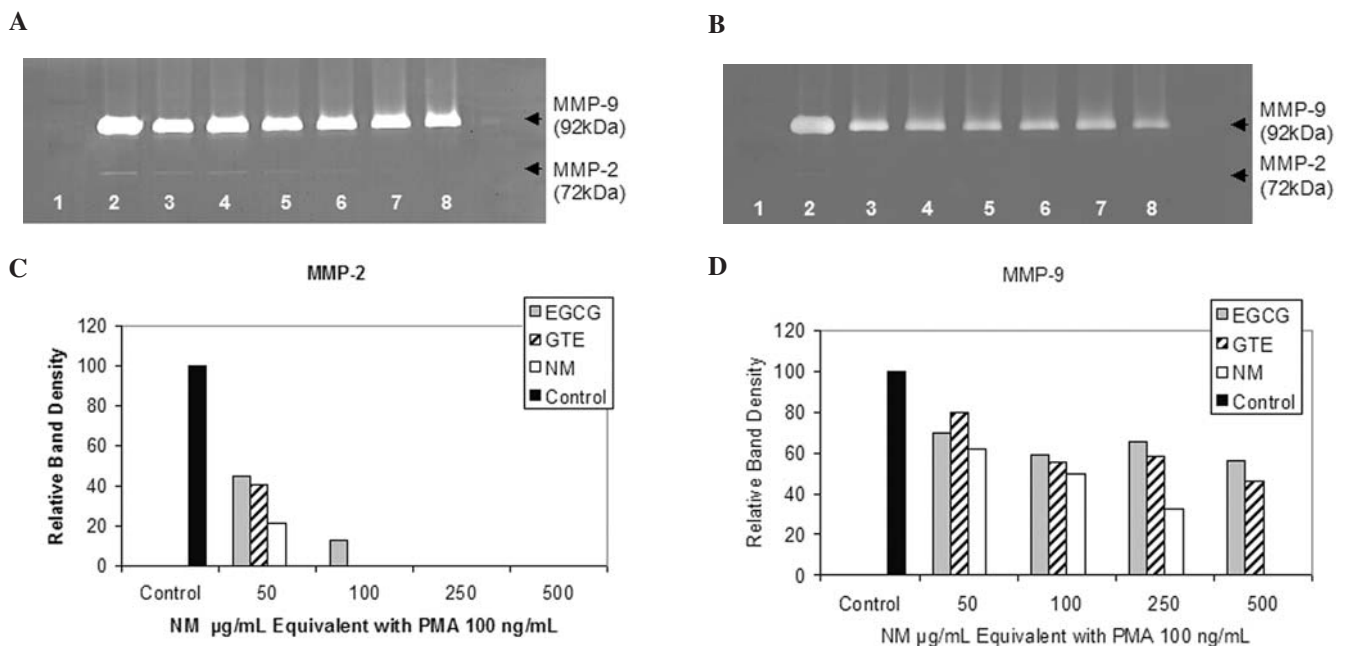 A
MMP-9
(92kDa)
MMP-2
(72kDa)
1 2 3 4 5 6 7 8
B
MMP-9
(92kDa)
MMP-2
(72kDa)
1 2 3 4 5 6 7 8
C
MMP-2
EGCG
GTE
NM
Control
Relative Band Density
120
100
80
60
40
20
0
Control 50 100 250 500
NM µg/mL Equivalent with PMA 100 ng/mL
D
MMP-9
EGCG
GTE
NM
Control
Relative Band Density
120
100
80
60
40
20
0
Control 50 100 250 500
NM µg/mL Equivalent with PMA 100 ng/mL